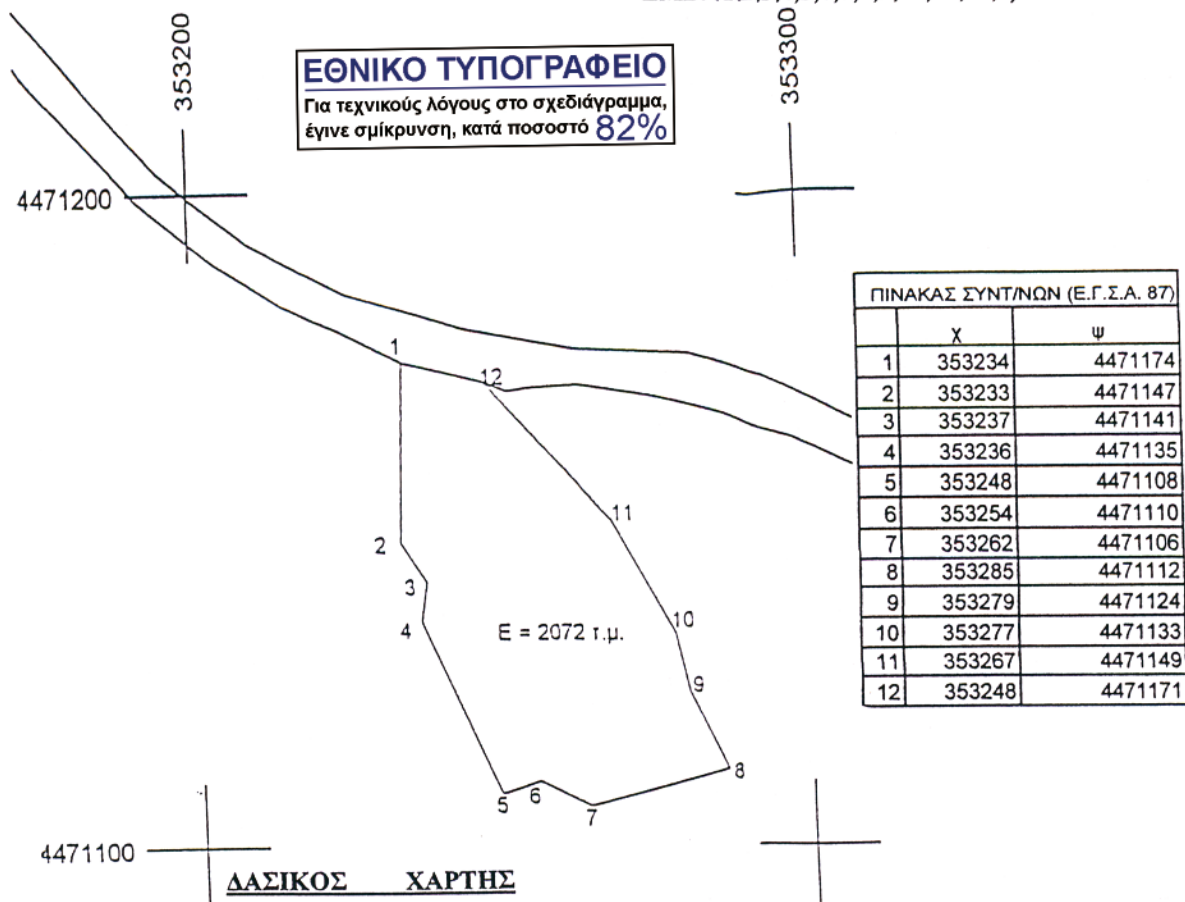 353200
353300
ΕΘΝΙΚΟ ΤΥΠΟΓΡΑΦΕΙΟ
Για τεχνικούς λόγους στο σχεδιάγραμμα,
έγινε σμίκρυνση, κατά ποσοστό 82%
4471200
ΠΙΝΑΚΑΣ ΣΥΝΤ/ΝΩΝ (Ε.Γ.Σ.Α. 87)
χ ψ
1 353234 4471174
2 353233 4471147
3 353237 4471141
4 353236 4471135
5 353248 4471108
6 353254 4471110
7 353262 4471106
8 353285 4471112
9 353279 4471124
10 353277 4471133
11 353267 4471149
12 353248 4471171
1
12
11
2
3
4
Ε = 2072 τ.μ.
10
9
8
5
6
7
4471100
ΔΑΣΙΚΟΣ ΧΑΡΤΗΣ